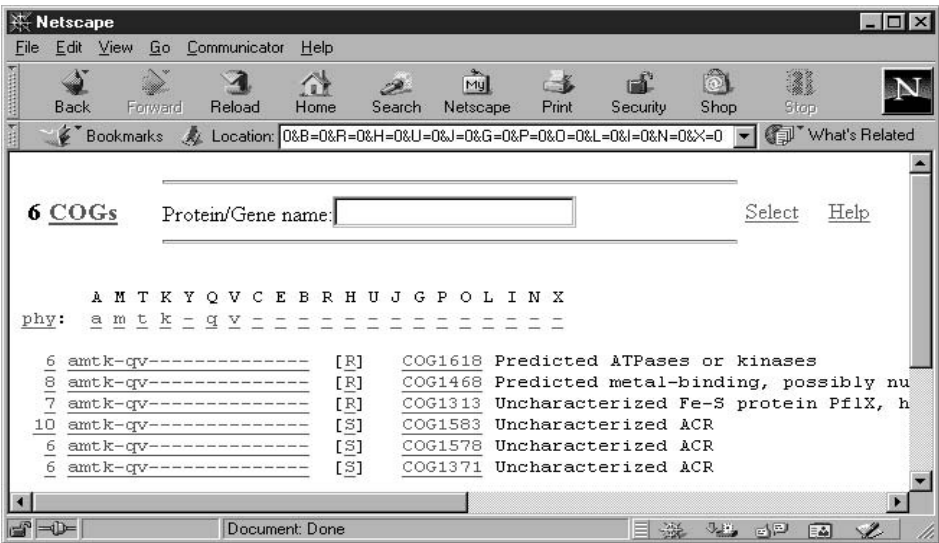 Netscape
File Edit View Go Communicator Help
My
N
Back Forward Reload Home Search Netscape Print Security Shop Stop
Bookmarks Location: 0&B=0&R=0&H=0&U=0&J=0&G=0&P=0&O=0&L=0&I=0&N=0&X=0 What's Related
6 COGs Protein/Gene name: Select Help
A M T K Y Q V C E B R H U J G P O L I N X
phy: a m t k - q v - - - - - - - - - - - - - -
6 amtk-qv-------------- [R] COG1618 Predicted ATPases or kinases
8 amtk-qv-------------- [R] COG1468 Predicted metal-binding, possibly nu
7 amtk-qv-------------- [R] COG1313 Uncharacterized Fe-S protein PflX, h
10 amtk-qv-------------- [S] COG1583 Uncharacterized ACR
6 amtk-qv-------------- [S] COG1578 Uncharacterized ACR
6 amtk-qv-------------- [S] COG1371 Uncharacterized ACR
Document: Done